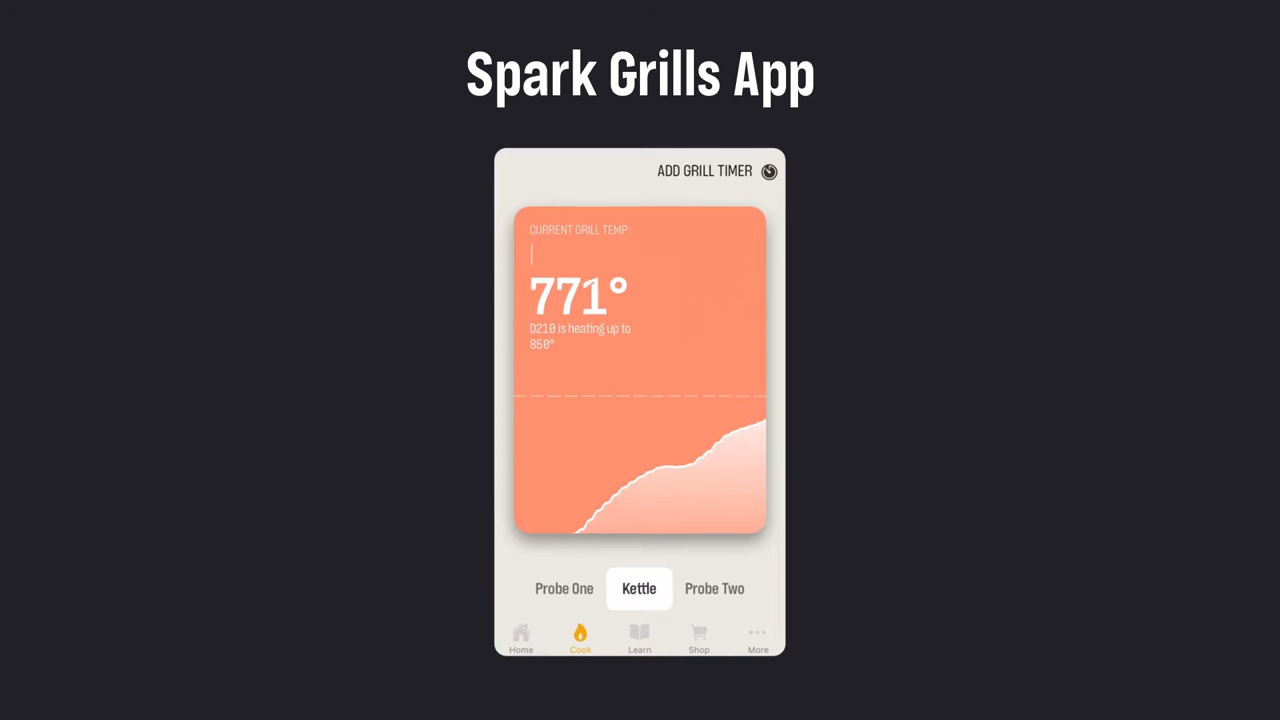 Spark Grills App
ADD GRILL TIMER
CURRENT GRILL TEMP:
771°
D210 is heating up to
850°
Probe One
Kettle
Probe Two
Home
Cook
Learn
Shop
More